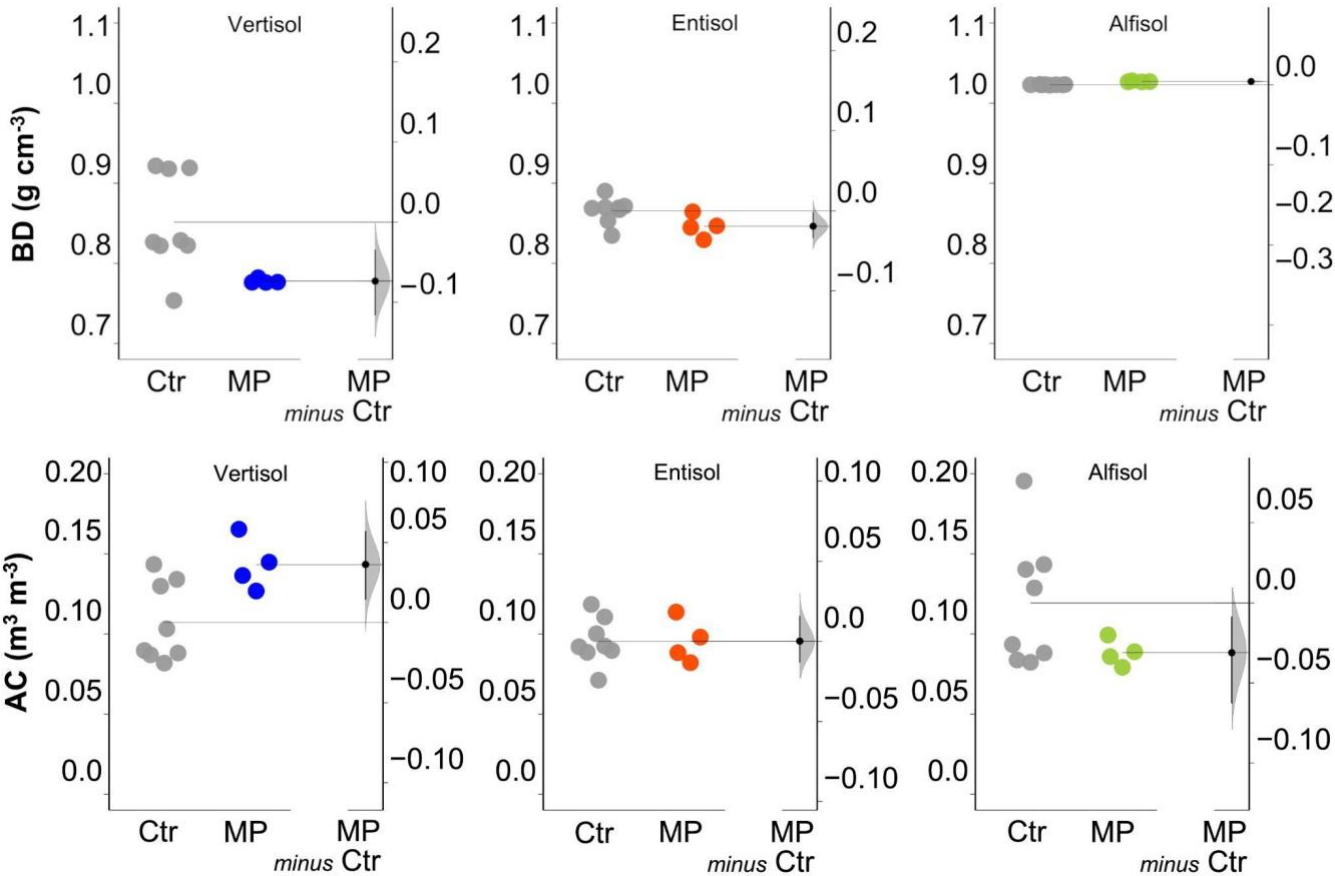 BD (g cm-3)
Vertisol
1.1
1.0
0.9
0.8
0.7
0.2
0.1
0.0
−0.1
Ctr MP MP
minus Ctr
Entisol
1.1
1.0
0.9
0.8
0.7
0.2
0.1
0.0
−0.1
Ctr MP MP
minus Ctr
Alfisol
1.1
1.0
0.9
0.8
0.7
0.0
−0.1
−0.2
−0.3
Ctr MP MP
minus Ctr
AC (m3 m-3)
Vertisol
0.20
0.15
0.10
0.05
0.0
0.10
0.05
0.0
−0.05
−0.10
Ctr MP MP
minus Ctr
Entisol
0.20
0.15
0.10
0.05
0.0
0.10
0.05
0.0
−0.05
−0.10
Ctr MP MP
minus Ctr
Alfisol
0.20
0.15
0.10
0.05
0.0
0.05
0.0
−0.05
−0.10
Ctr MP MP
minus Ctr